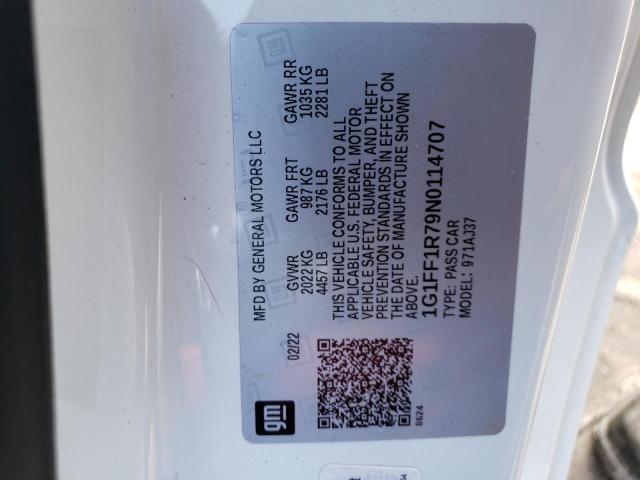 gm
02/22
MFD BY GENERAL MOTORS LLC
GVWR GAWR FRT GAWR RR
2022 KG 987 KG 1035 KG
4457 LB 2176 LB 2281 LB
THIS VEHICLE CONFORMS TO ALL
APPLICABLE U.S. FEDERAL MOTOR
VEHICLE SAFETY, BUMPER, AND THEFT
PREVENTION STANDARDS IN EFFECT ON
THE DATE OF MANUFACTURE SHOWN
ABOVE.
1G1FF1R79N0114707
TYPE: PASS CAR
MODEL: 971AJ37
8624